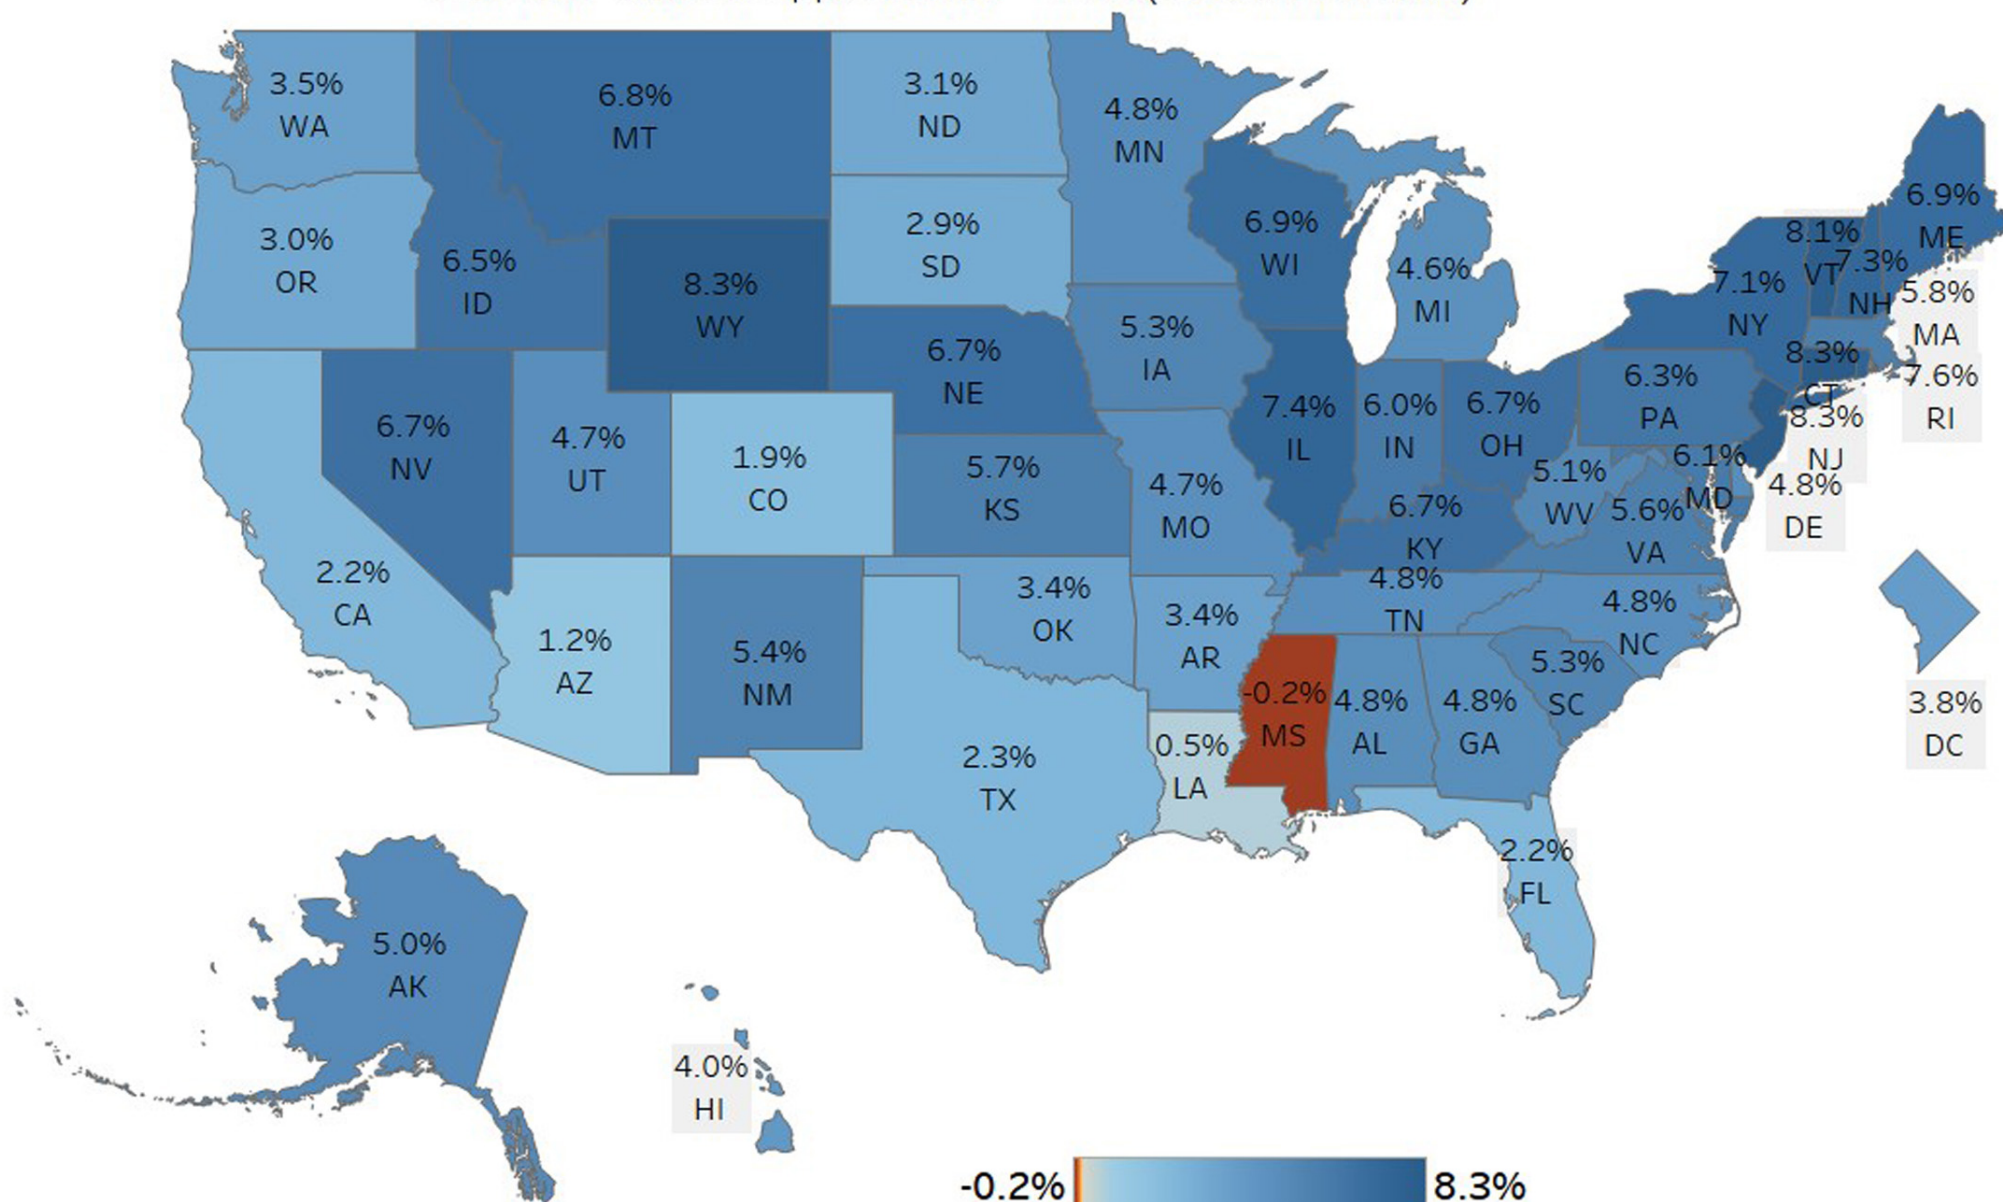 3.5%
WA
6.8%
MT
3.1%
ND
4.8%
MN
3.0%
OR
6.5%
ID
8.3%
WY
2.9%
SD
6.9%
WI
4.6%
MI
6.9%
ME
8.1%
VT
7.3%
NH
7.1%
NY
5.8%
MA
6.7%
NV
4.7%
UT
1.9%
CO
6.7%
NE
5.3%
IA
7.4%
IL
6.0%
IN
6.7%
OH
6.3%
PA
8.3%
CT
7.6%
RI
8.3%
NJ
5.7%
KS
4.7%
MO
6.7%
KY
5.1%
WV
5.6%
VA
6.1%
MD
4.8%
DE
2.2%
CA
1.2%
AZ
5.4%
NM
3.4%
OK
3.4%
AR
4.8%
TN
4.8%
NC
5.3%
SC
3.8%
DC
2.3%
TX
0.5%
LA
-0.2%
MS
4.8%
AL
4.8%
GA
2.2%
FL
5.0%
AK
4.0%
HI
-0.2%
8.3%